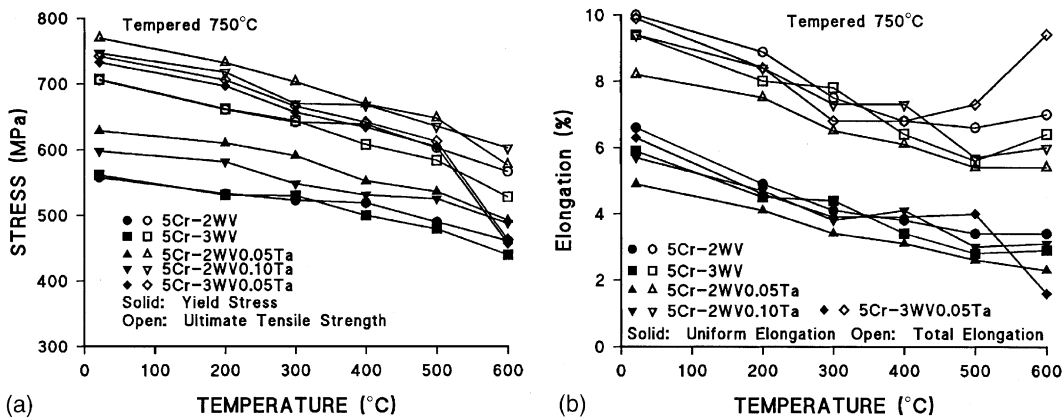 Tempered 750°C
800
700
600
500
400
300
STRESS (MPa)
5Cr-2WV
5Cr-3WV
5Cr-2WV0.05Ta
5Cr-2WV0.10Ta
5Cr-3WV0.05Ta
Solid: Yield Stress
Open: Ultimate Tensile Strength
0 100 200 300 400 500 600
TEMPERATURE (°C)
(a)
Tempered 750°C
10
8
6
4
2
0
Elongation (%)
5Cr-2WV
5Cr-3WV
5Cr-2WV0.05Ta
5Cr-2WV0.10Ta 5Cr-3WV0.05Ta
Solid: Uniform Elongation Open: Total Elongation
0 100 200 300 400 500 600
TEMPERATURE (°C)
(b)